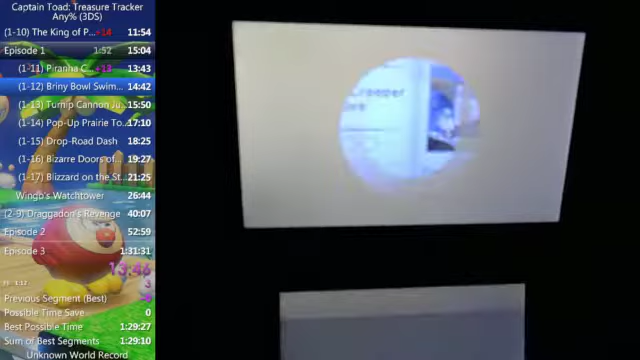 Captain Toad: Treasure Tracker
Any% (3DS)
(1-10) The King of P... +14 11:54
Episode 1 1:52 15:04
(1-11) Piranha C... +13 13:43
(1-12) Briny Bowl Swim... 14:42
(1-13) Turnip Cannon Ju... 15:50
(1-14) Pop-Up Prairie To... 17:10
(1-15) Drop-Road Dash 18:25
(1-16) Bizarre Doors of... 19:27
(1-17) Blizzard on the St... 21:25
Wingo's Watchtower 26:44
(2-9) Draggadon's Revenge 40:07
Episode 2 52:59
Episode 3 1:31:31
13:46
3
1:12
Previous Segment (Best)
Possible Time Save 0
Best Possible Time 1:29:27
Sum of Best Segments 1:29:10
Unknown World Record
Creeper